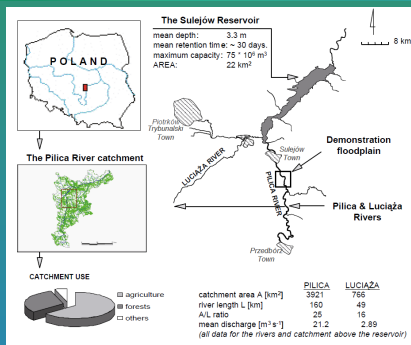 The Sulejów Reservoir
mean depth: 3.3 m
mean retention time: ~ 30 days.
maximum capacity: 75 * 10⁶ m³
AREA: 22 km²
8 km
POLAND
Piotrków
Trybunalski
Town
LUCIĄŻA RIVER
Sulejów
Town
Demonstration
floodplain
PILICA RIVER
Pilica & Luciąża
Rivers
Przedbórz
Town
The Pilica River catchment
CATCHMENT USE
agriculture
forests
others
PILICA LUCIĄŻA
catchment area A [km²] 3921 766
river length L [km] 160 49
A/L ratio 25 16
mean discharge [m³ s⁻¹] 21.2 2.89
(all data for the rivers and catchment above the reservoir)